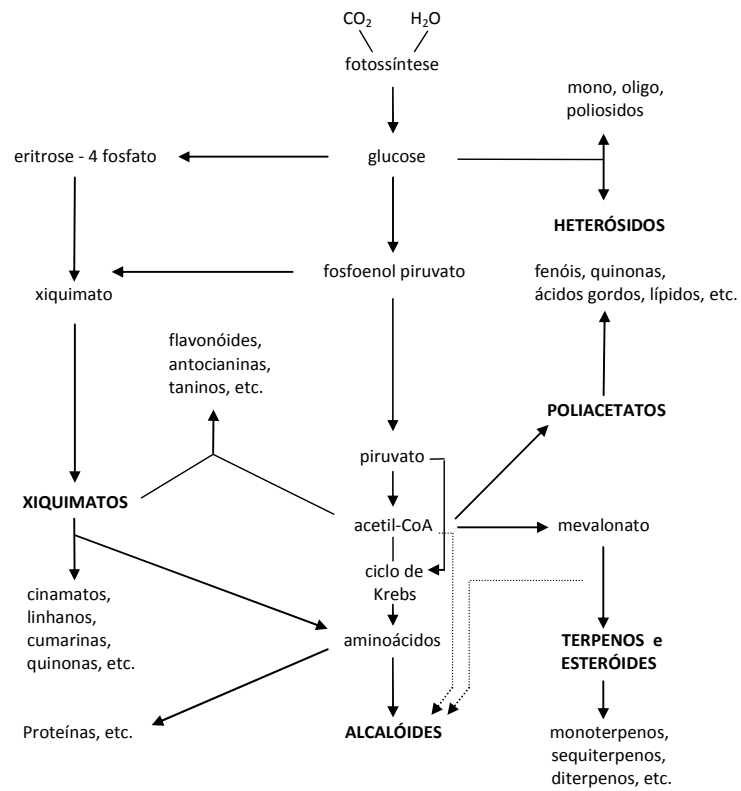 CO₂ H₂O
fotossíntese
mono, oligo,
poliosidos
eritrose - 4 fosfato
glucose
HETERÓSIDOS
xiquimato
fosfoenol piruvato
fenóis, quinonas,
ácidos gordos, lípidos, etc.
flavonóides,
antocianinas,
taninos, etc.
POLIACETATOS
piruvato
XIQUIMATOS
acetil-CoA
mevalonato
ciclo de
Krebs
cinamatos,
linhanos,
cumarinas,
quinonas, etc.
aminoácidos
TERPENOS e
ESTERÓIDES
Proteínas, etc.
ALCALÓIDES
monoterpenos,
sequiterpenos,
diterpenos, etc.